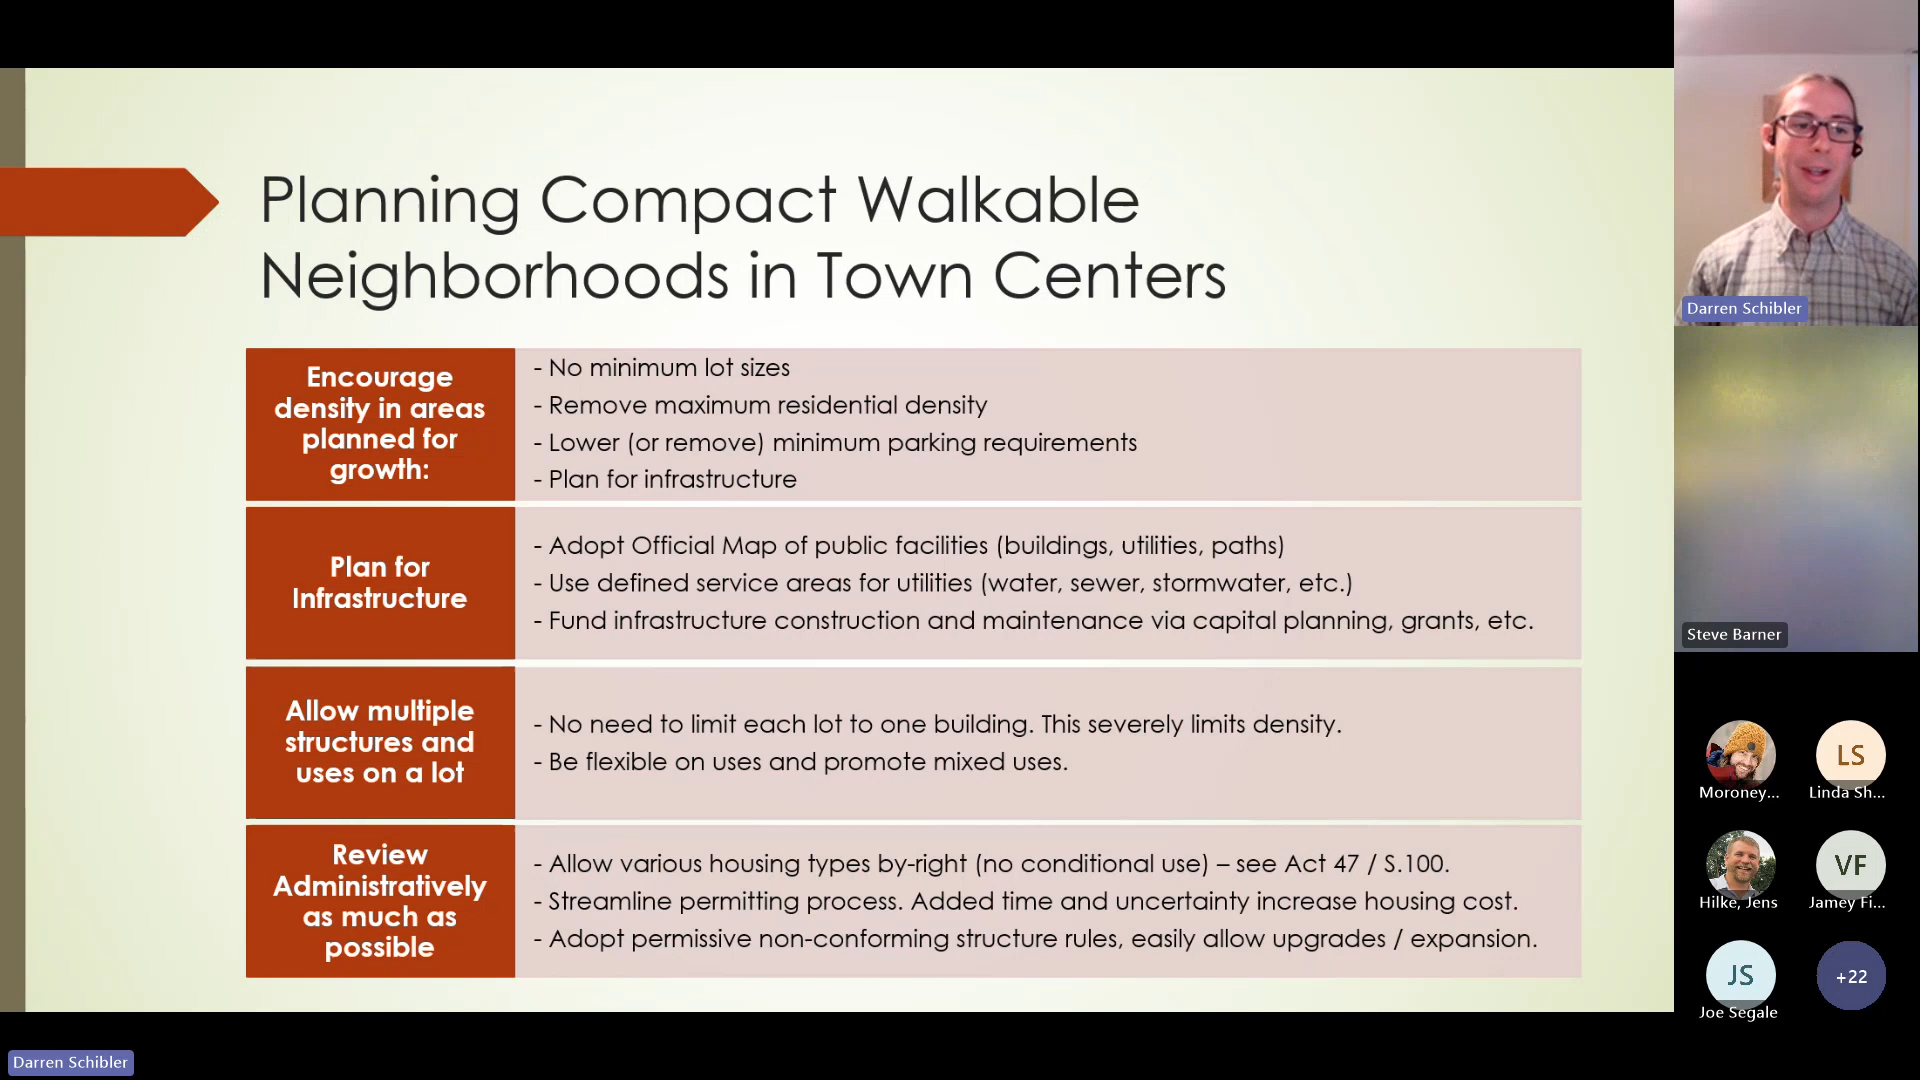 Planning Compact Walkable
Neighborhoods in Town Centers
Encourage
density in areas
planned for
growth:
- No minimum lot sizes
- Remove maximum residential density
- Lower (or remove) minimum parking requirements
- Plan for infrastructure
Plan for
Infrastructure
- Adopt Official Map of public facilities (buildings, utilities, paths)
- Use defined service areas for utilities (water, sewer, stormwater, etc.)
- Fund infrastructure construction and maintenance via capital planning, grants, etc.
Allow multiple
structures and
uses on a lot
- No need to limit each lot to one building. This severely limits density.
- Be flexible on uses and promote mixed uses.
Review
Administratively
as much as
possible
- Allow various housing types by-right (no conditional use) – see Act 47 / S.100.
- Streamline permitting process. Added time and uncertainty increase housing cost.
- Adopt permissive non-conforming structure rules, easily allow upgrades / expansion.
Darren Schibler
Steve Barner
Moroney...
LS
Linda Sh...
Hilke, Jens
VF
Jamey Fi...
JS
Joe Segale
+22
Darren Schibler